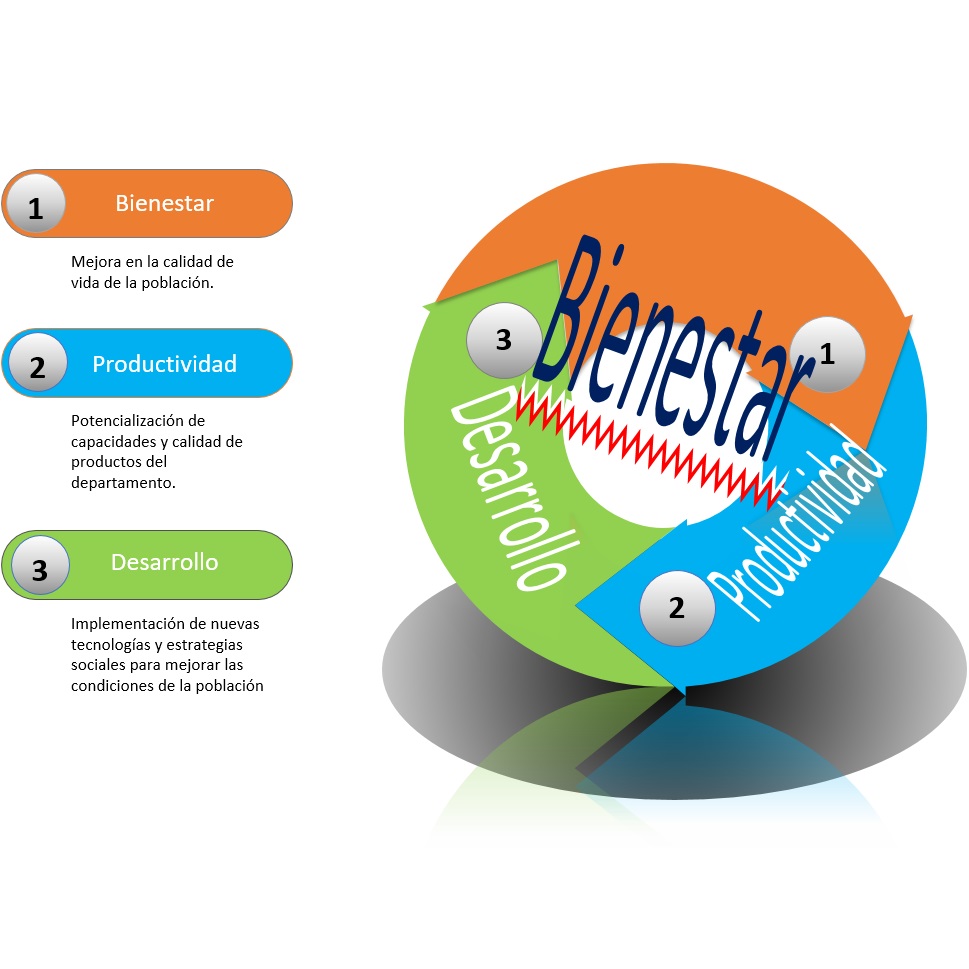 1
Bienestar
Mejora en la calidad de
vida de la población.
2
Productividad
Potencialización de
capacidades y calidad de
productos del
departamento.
3
Desarrollo
Implementación de nuevas
tecnologías y estrategias
sociales para mejorar las
condiciones de la población
Bienestar
1
3
Desarrollo
Productividad
2